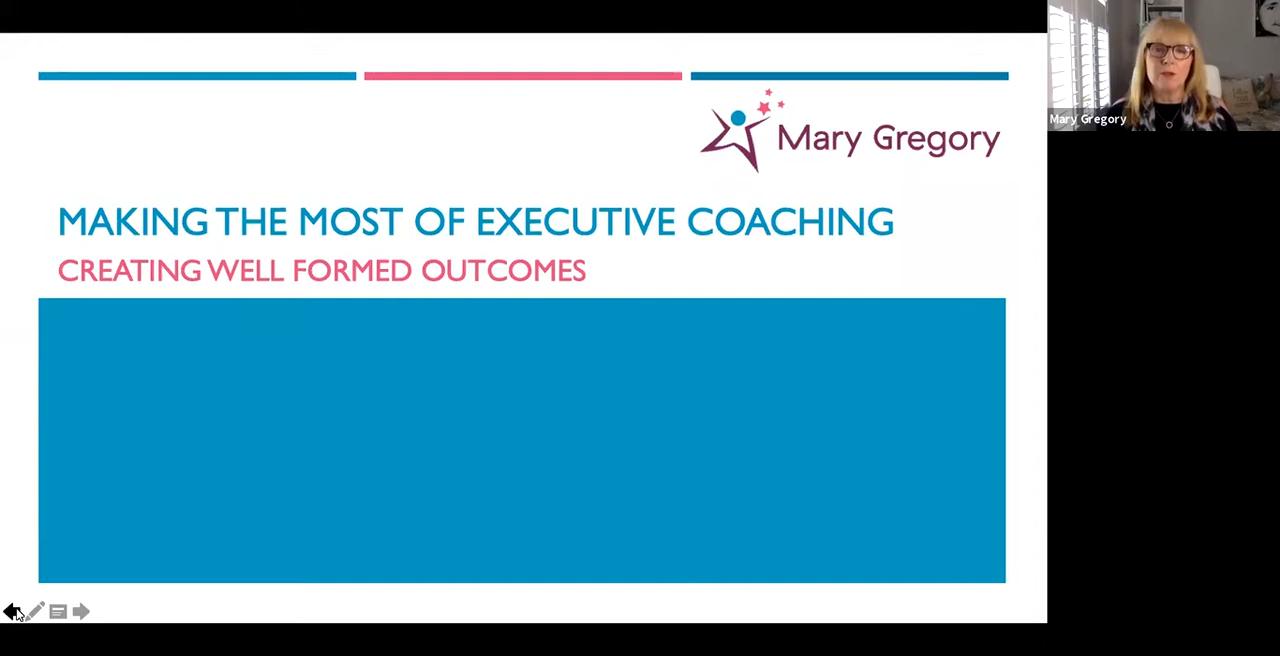 Mary Gregory
MAKING THE MOST OF EXECUTIVE COACHING
CREATING WELL FORMED OUTCOMES
Mary Gregory